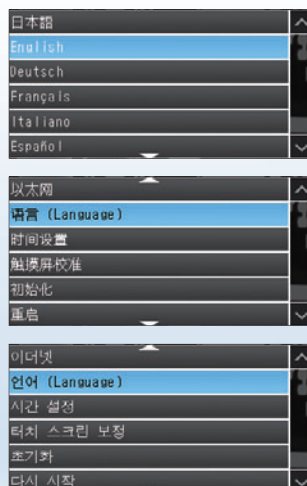 日本語
English
Deutsch
Français
Italiano
Español
以太网
语言 (Language)
时间设置
触摸屏校准
初始化
重启
이더넷
언어 (Language)
시간 설정
터치 스크린 보정
초기화
다시 시작